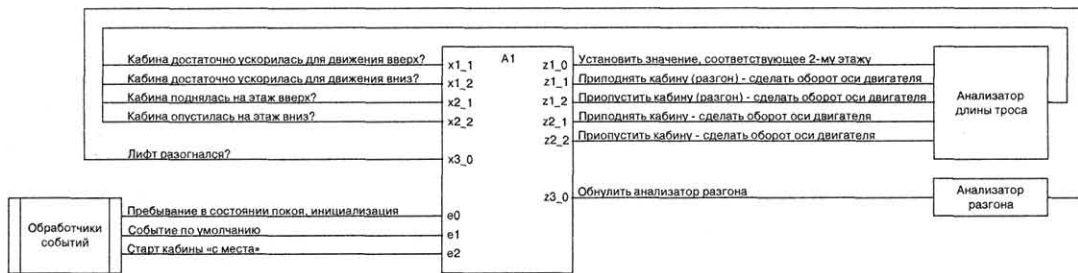 Кабина достаточно ускорилась для движения вверх?
x1_1
A1
z1_0
Установить значение, соответствующее 2-му этажу
Кабина достаточно ускорилась для движения вниз?
x1_2
z1_1
Приподнять кабину (разгон) - сделать оборот оси двигателя
Кабина поднялась на этаж вверх?
x2_1
z1_2
Приопустить кабину (разгон) - сделать оборот оси двигателя
Кабина опустилась на этаж вниз?
x2_2
z2_1
Приподнять кабину - сделать оборот оси двигателя
z2_2
Приопустить кабину - сделать оборот оси двигателя
Анализатор
длины троса
Лифт разогнался?
x3_0
z3_0
Обнулить анализатор разгона
Анализатор
разгона
Обработчики
событий
Пребывание в состоянии покоя, инициализация
e0
Событие по умолчанию
e1
Старт кабины «с места»
e2